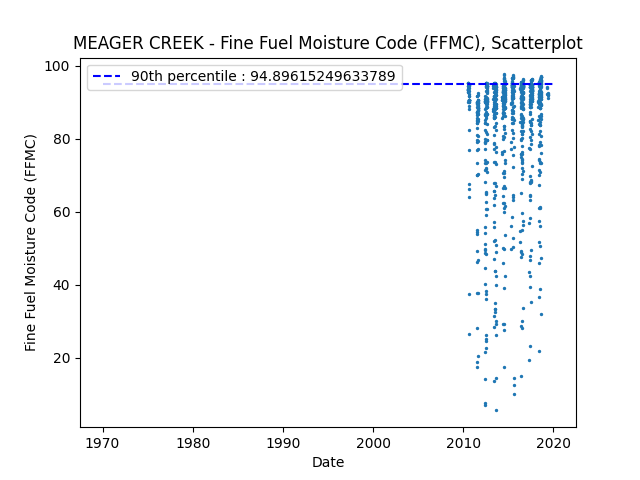 MEAGER CREEK - Fine Fuel Moisture Code (FFMC), Scatterplot
90th percentile : 94.89615249633789
100
80
60
40
20
Fine Fuel Moisture Code (FFMC)
1970 1980 1990 2000 2010 2020
Date